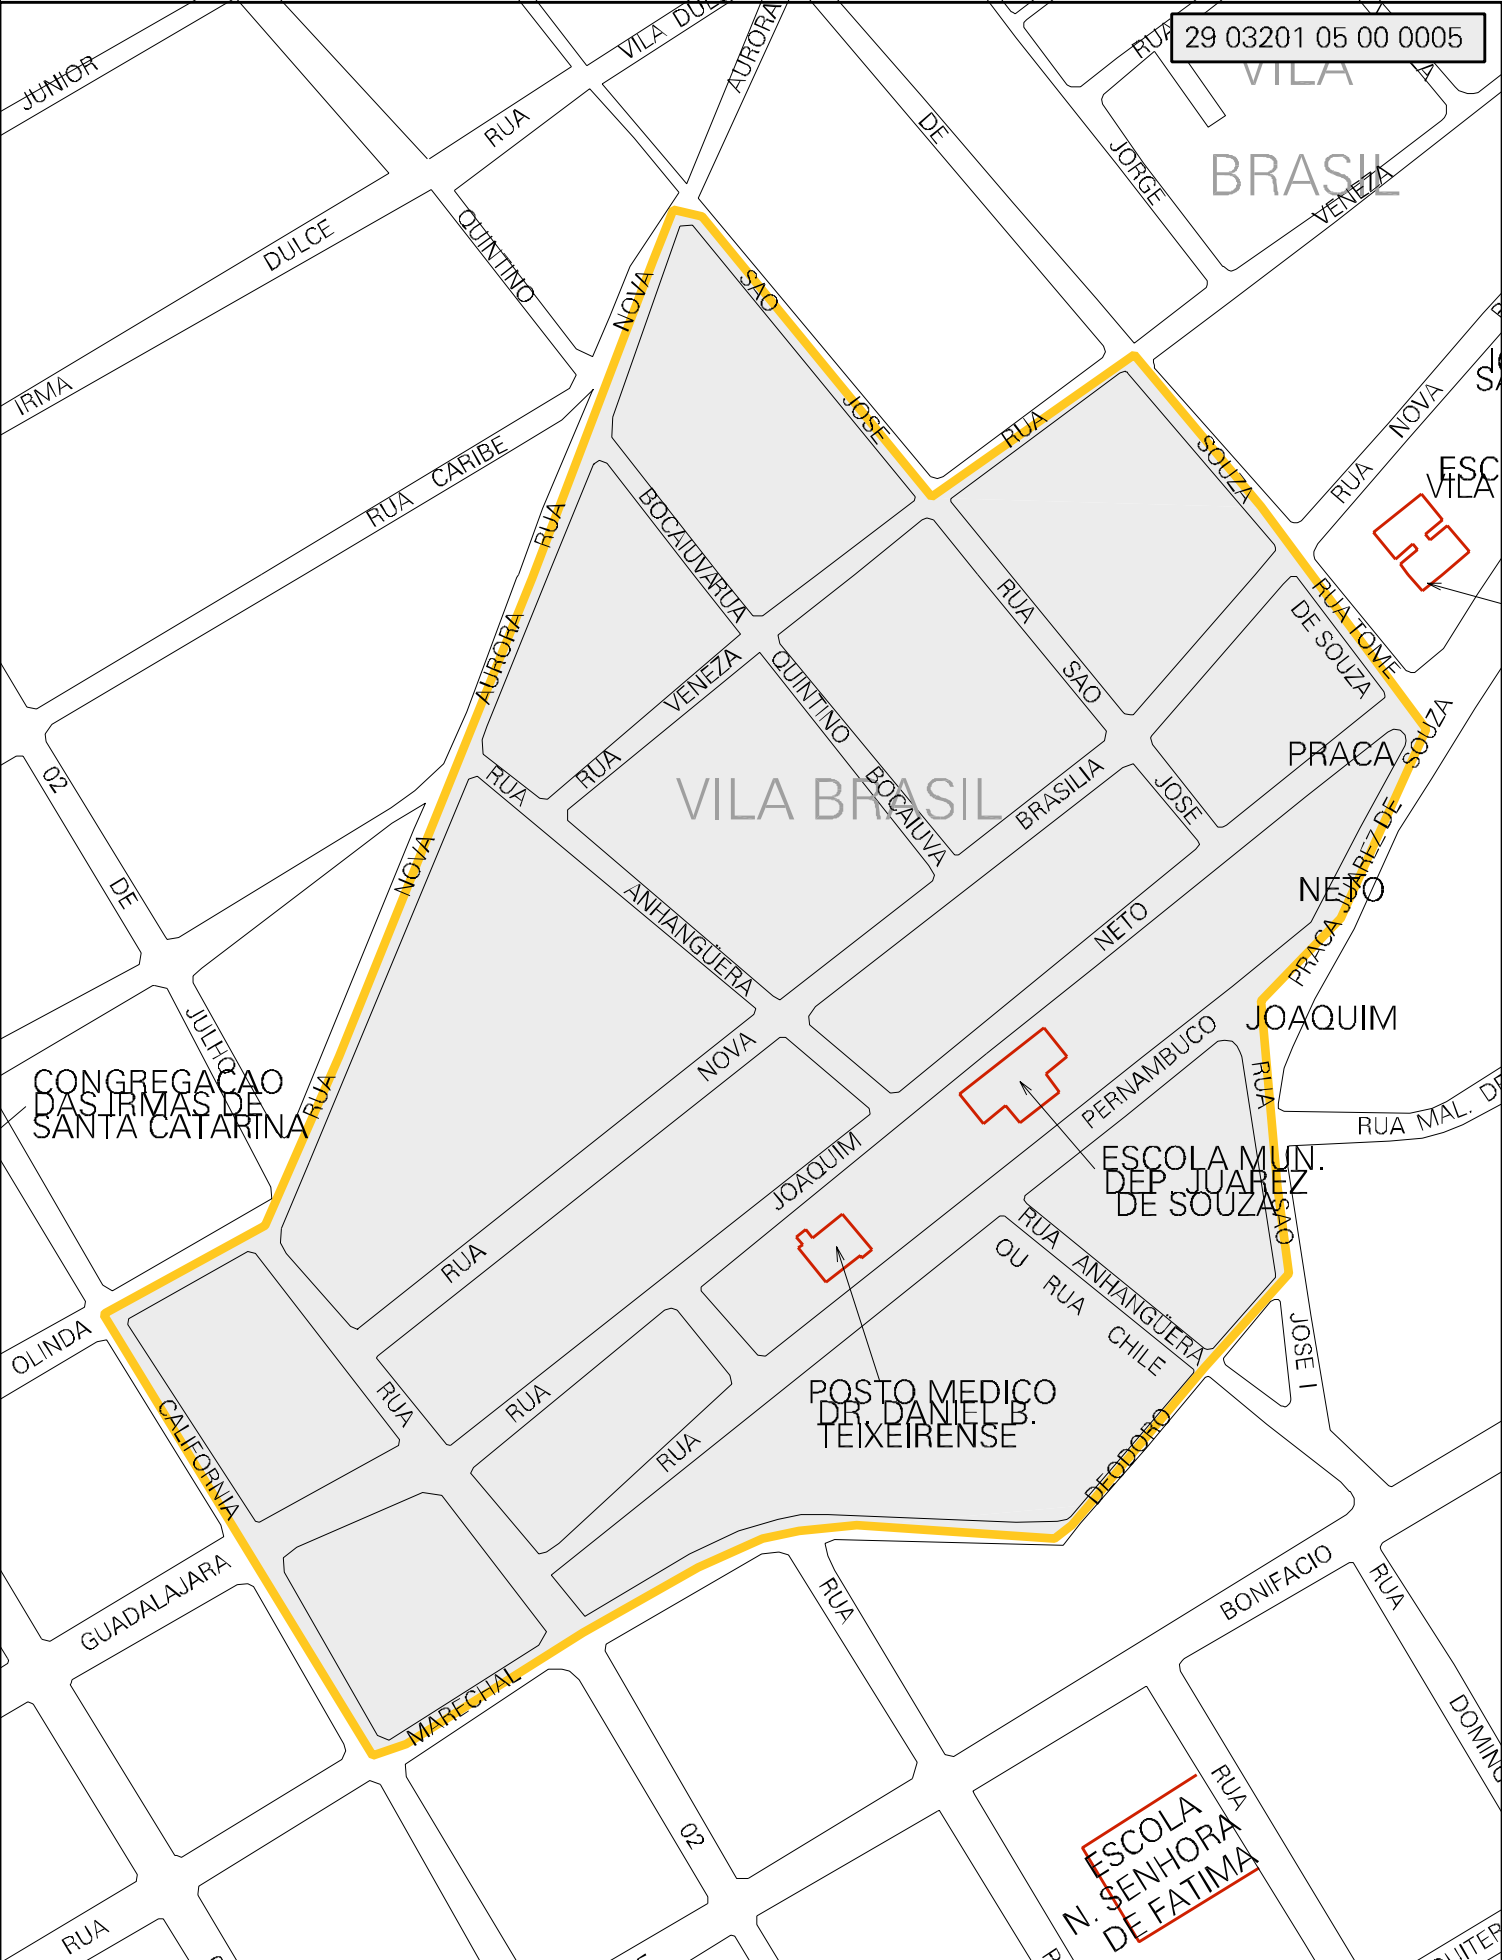 29 03201 05 00 0005
VILA
BRASIL
JUNIOR
VILA DULCE
AURORA
RUA
RUA
DE
JORGE
VENEZA
DULCE
QUINTINO
IRMA
NOVA
SAO
JOSE
RUA
SOUZA
RUA NOVA
RUA CARIBE
RUA
BOCAIUVA
RUA
RUA
SAO
DE SOUZA
RUA TOME
AURORA
RUA VENEZA
QUINTINO BOCAIUVA
VILA BRASIL
RUA
ANHANGÜERA
BRASILIA
JOSE
PRACA
NETO
JOAQUIM
PRACA JUAREZ DE SOUZA
02
DE
JULHO
NOVA
RUA
NETO
NOVA
PERNAMBUCO
RUA
SAO
JOSE I
RUA MAL. DE
CONGREGACAO
DAS IRMAS DE
SANTA CATARINA
ESCOLA MUN.
DEP. JUAREZ
DE SOUZA
JOAQUIM
RUA
RUA ANHANGÜERA
OU RUA CHILE
OLINDA
CALIFORNIA
RUA
RUA
RUA
POSTO MEDICO
DR. DANIEL B.
TEIXEIRENSE
DEODORO
GUADALAJARA
MARECHAL
RUA
BONIFACIO
RUA
02
RUA
RUA
ESCOLA
N. SENHORA
DE FATIMA